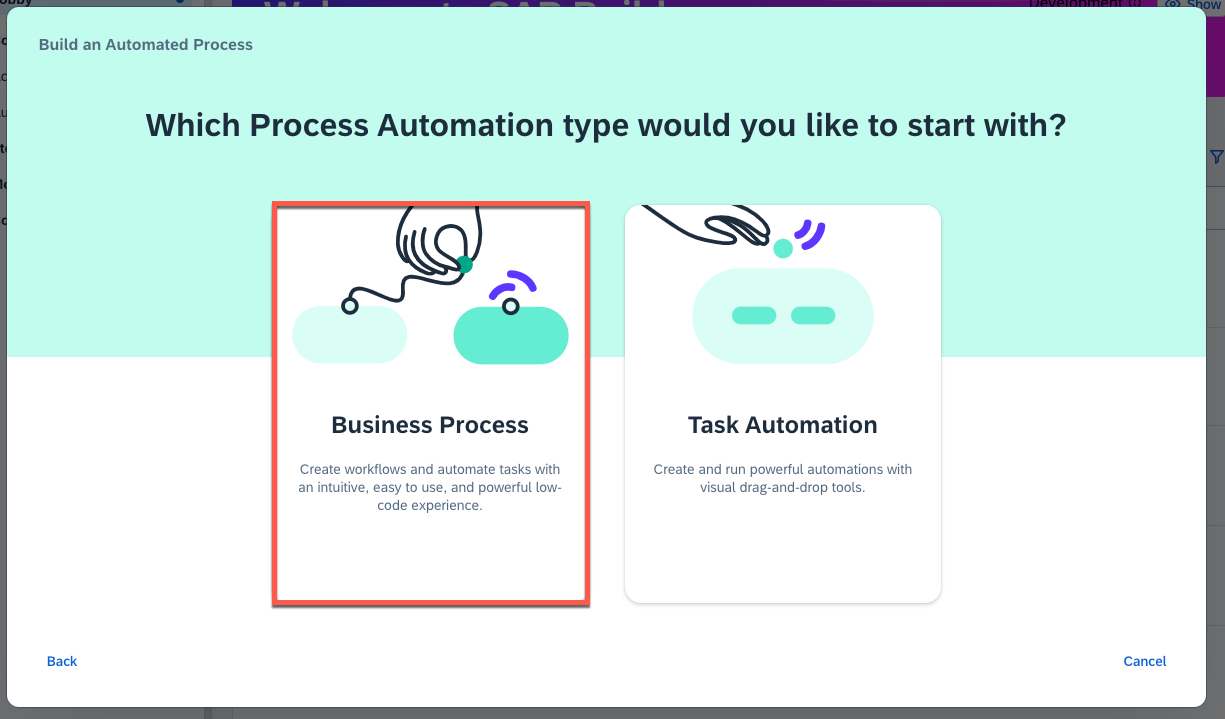 Development
Show
Build an Automated Process
Which Process Automation type would you like to start with?
Business Process
Create workflows and automate tasks with
an intuitive, easy to use, and powerful low-
code experience.
Task Automation
Create and run powerful automations with
visual drag-and-drop tools.
Back
Cancel